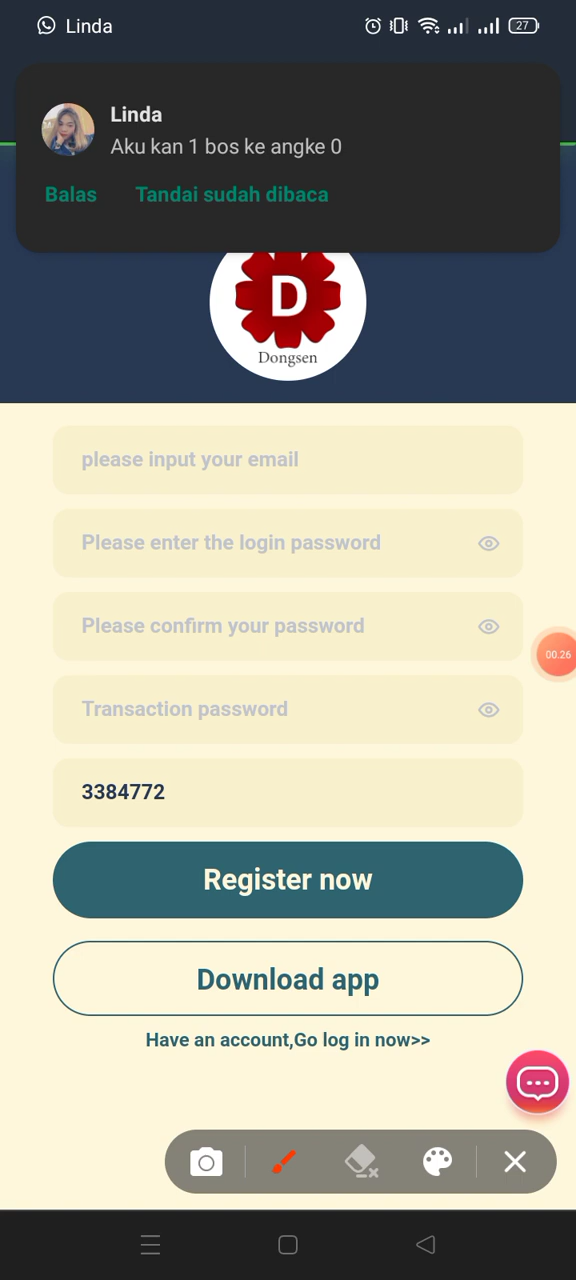 Linda
27
Linda
Aku kan 1 bos ke angke 0
Balas
Tandai sudah dibaca
D
Dongsen
please input your email
Please enter the login password
Please confirm your password
00.26
Transaction password
3384772
Register now
Download app
Have an account,Go log in now>>